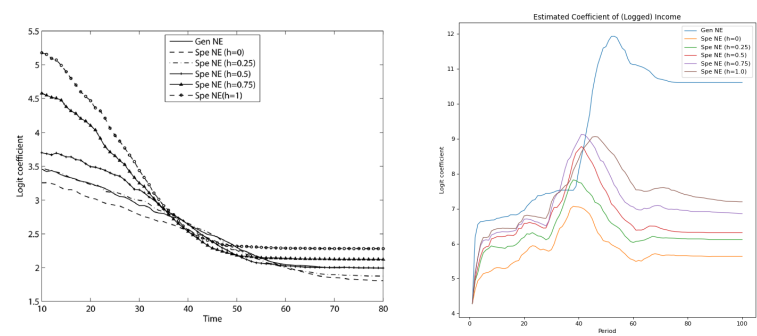 Gen NE
Spe NE (h=0)
Spe NE (h=0.25)
Spe NE (h=0.5)
Spe NE (h=0.75)
Spe NE(h=1)
5.5
5
4.5
4
3.5
3
2.5
2
1.5
Logit coefficient
10
20
30
40
50
60
70
80
Time
Estimated Coefficient of (Logged) Income
Gen NE
Spe NE (h=0)
Spe NE (h=0.25)
Spe NE (h=0.5)
Spe NE (h=0.75)
Spe NE (h=1.0)
12
11
10
9
8
7
6
5
4
Logit coefficient
0
20
40
60
80
100
Period